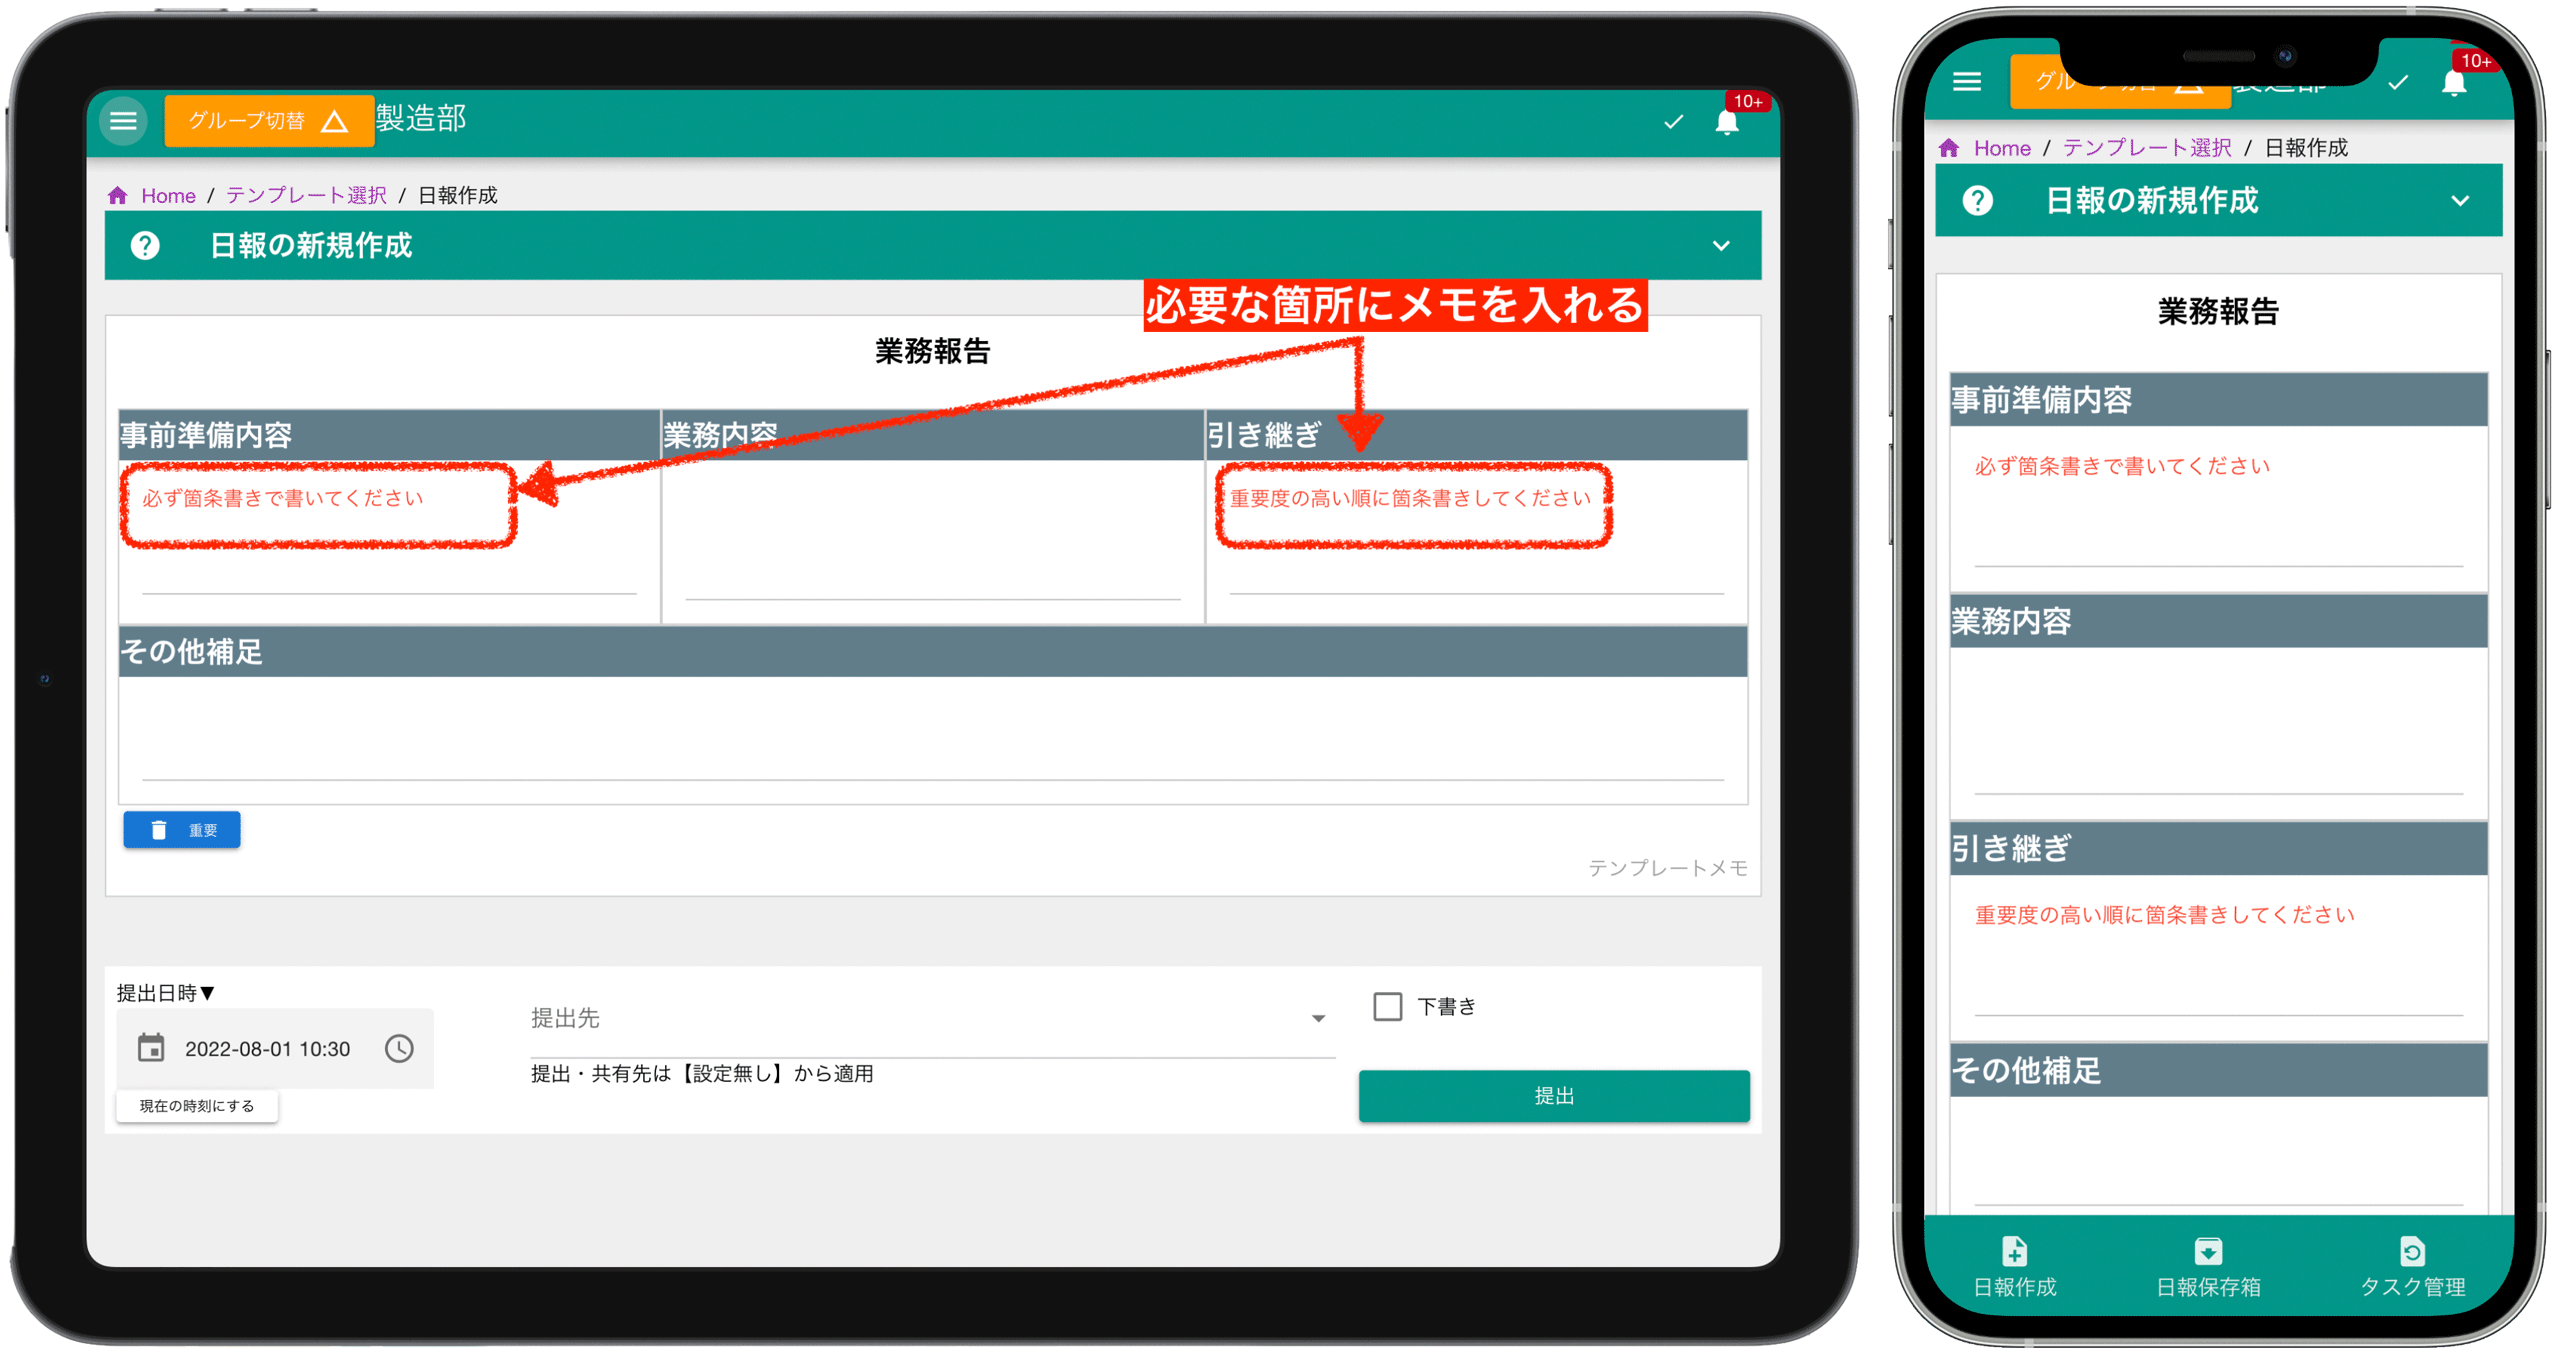 グループ切替
製造部
10+
Home / テンプレート選択 / 日報作成
日報の新規作成
必要な箇所にメモを入れる
業務報告
事前準備内容
業務内容
引き継ぎ
必ず箇条書きで書いてください
重要度の高い順に箇条書きしてください
その他補足
重要
テンプレートメモ
提出日時▼
2022-08-01 10:30
現在の時刻にする
提出先
提出・共有先は【設定無し】から適用
下書き
提出
グループ切替
製造部
10+
Home / テンプレート選択 / 日報作成
日報の新規作成
業務報告
事前準備内容
必ず箇条書きで書いてください
業務内容
引き継ぎ
重要度の高い順に箇条書きしてください
その他補足
日報作成
日報保存箱
タスク管理